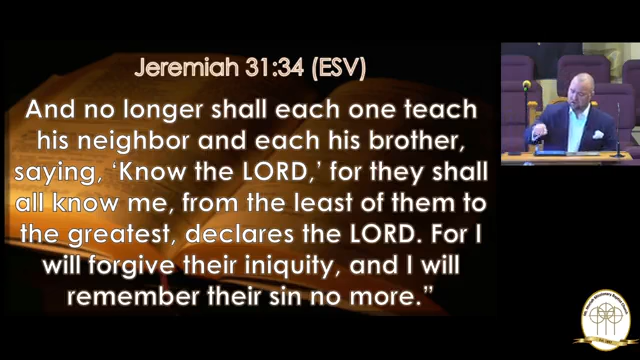 Jeremiah 31:34 (ESV)
And no longer shall each one teach
his neighbor and each his brother,
saying, ‘Know the LORD,’ for they shall
all know me, from the least of them to
the greatest, declares the LORD. For I
will forgive their iniquity, and I will
remember their sin no more.”